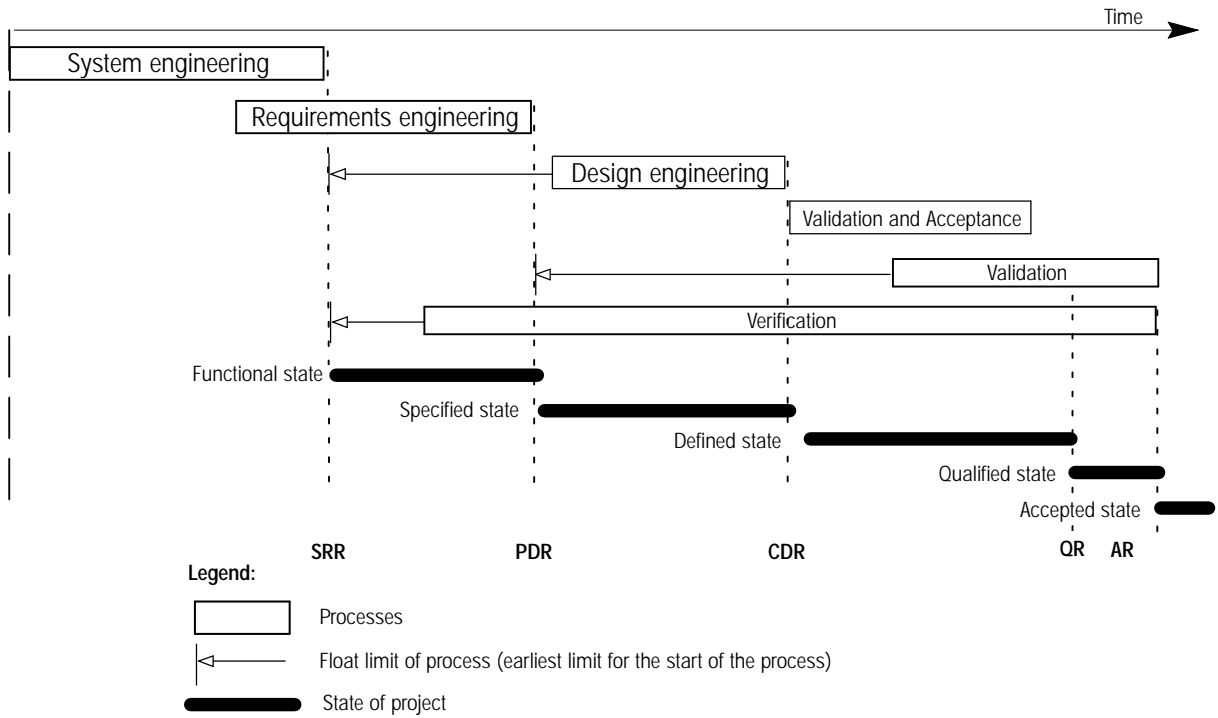 Time
System engineering
Requirements engineering
Design engineering
Validation and Acceptance
Validation
Verification
Functional state
Specified state
Defined state
Qualified state
Accepted state
SRR PDR CDR QR AR
Legend:
Processes
Float limit of process (earliest limit for the start of the process)
State of project